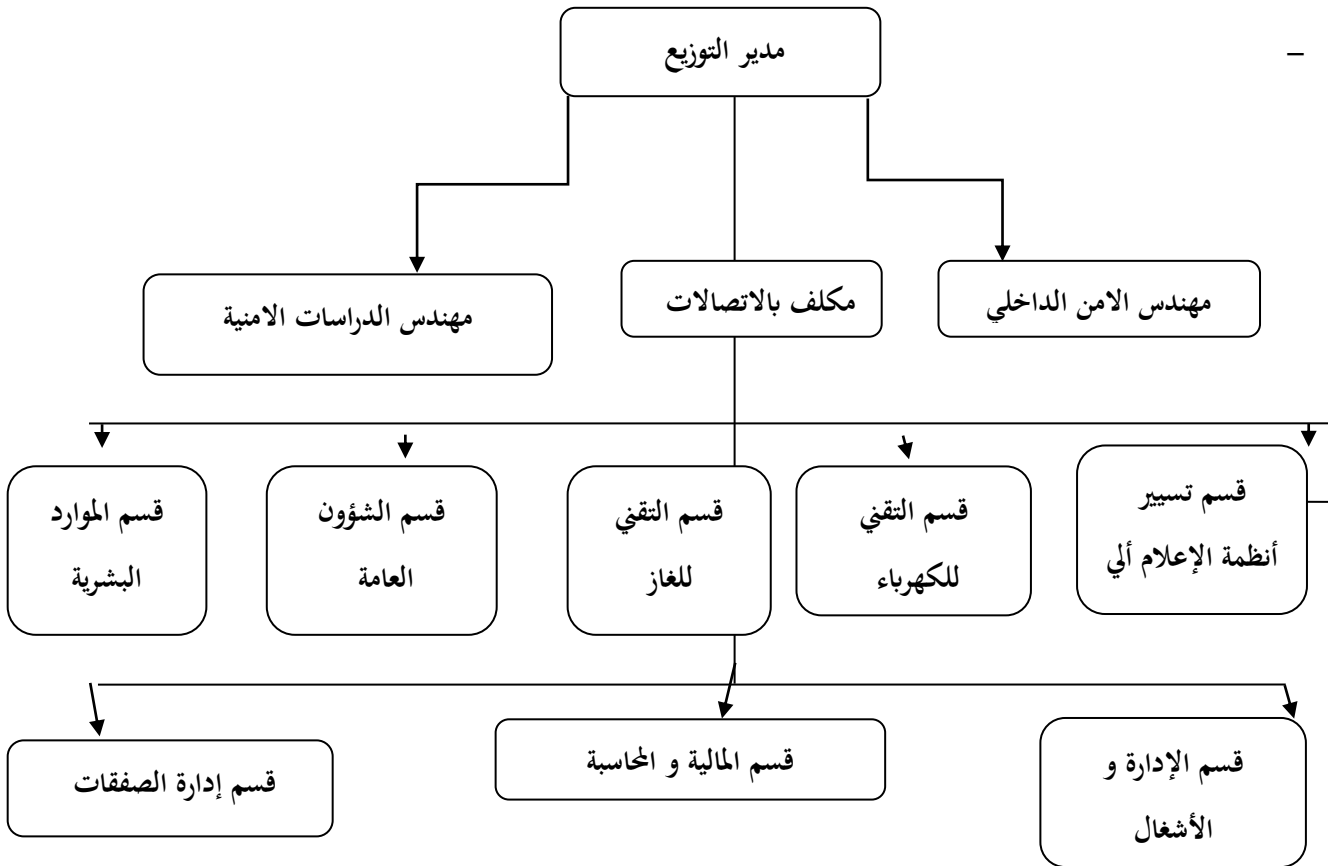 مدير التوزيع
–
مهندس الامن الداخلي
مكلف بالاتصالات
مهندس الدراسات الامنية
قسم تسيير
أنظمة الإعلام ألي
قسم التقني
للكهرباء
قسم التقني
للغاز
قسم الشؤون
العامة
قسم الموارد
البشرية
قسم الإدارة و
الأشغال
قسم المالية و المحاسبة
قسم إدارة الصفقات